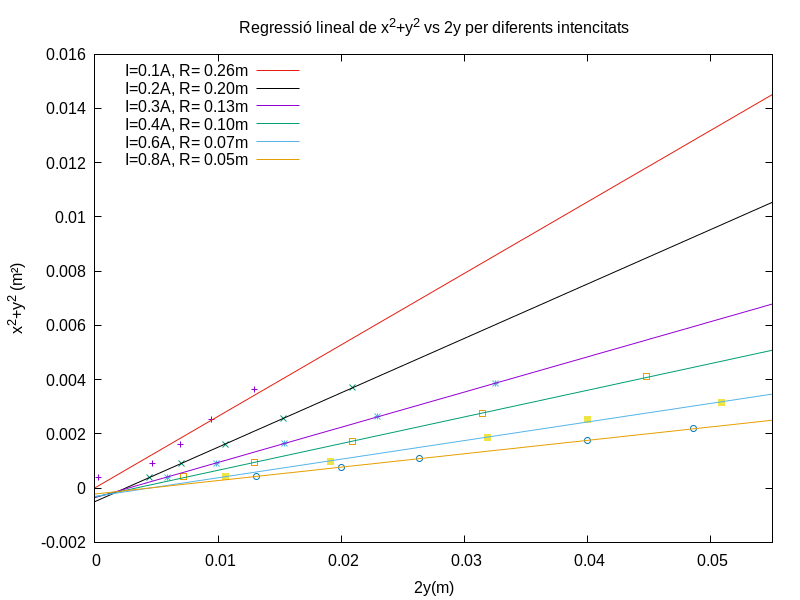 Regressió lineal de x²+y² vs 2y per diferents intencitats
0.016
0.014
0.012
0.01
0.008
0.006
0.004
0.002
0
-0.002
x²+y² (m²)
I=0.1A, R= 0.26m
I=0.2A, R= 0.20m
I=0.3A, R= 0.13m
I=0.4A, R= 0.10m
I=0.6A, R= 0.07m
I=0.8A, R= 0.05m
0 0.01 0.02 0.03 0.04 0.05
2y(m)